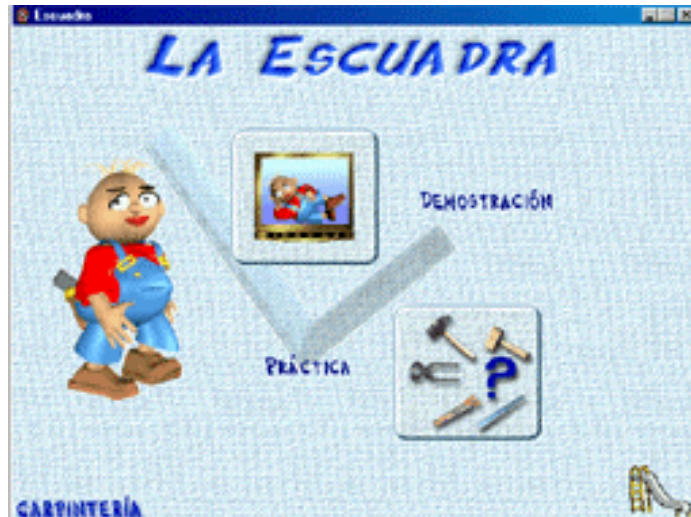 Escuadra
LA ESCUADRA
DEMOSTRACIÓN
PRÁCTICA
?
CARPINTERÍA